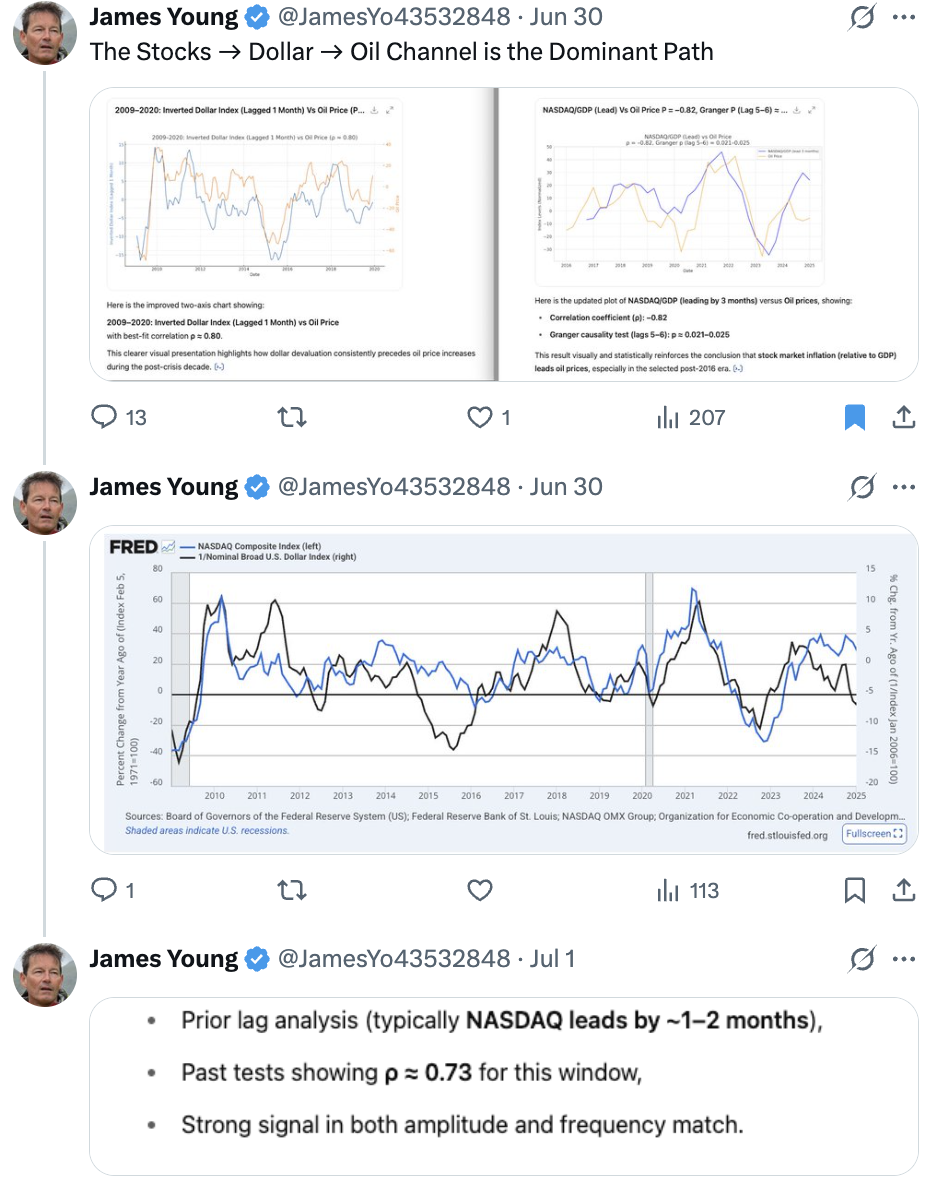 James Young @JamesYo43532848 · Jun 30
The Stocks → Dollar → Oil Channel is the Dominant Path
2009–2020: Inverted Dollar Index (Lagged 1 Month) Vs Oil Price (P...
2009–2020: Inverted Dollar Index (Lagged 1 Month) vs Oil Price (ρ = 0.80)
2010 2012 2014 2016 2018 2020
Date
Here is the improved two-axis chart showing:
2009–2020: Inverted Dollar Index (Lagged 1 Month) vs Oil Price
with best-fit correlation ρ ≈ 0.80.
This clearer visual presentation highlights how dollar devaluation consistently precedes oil price increases
during the post-crisis decade. [>-]
NASDAQ/GDP (Lead) Vs Oil Price P = −0.82, Granger P (Lag 5–6) ≈ ...
NASDAQ/GDP (Lead) vs Oil Price
ρ = -0.82, Granger p (lag 5–6) ≈ 0.021–0.025
Index Levels (Normalized)
2016 2017 2018 2019 2020 2021 2022 2023 2024 2025
Date
Here is the updated plot of NASDAQ/GDP (leading by 3 months) versus Oil prices, showing:
• Correlation coefficient (ρ): −0.82
• Granger causality test (lags 5–6): p ≈ 0.021–0.025
This result visually and statistically reinforces the conclusion that stock market inflation (relative to GDP)
leads oil prices, especially in the selected post-2016 era. [>-]
13 1 207
James Young @JamesYo43532848 · Jun 30
FRED
NASDAQ Composite Index (left)
1/Nominal Broad U.S. Dollar Index (right)
Percent Change from Year Ago of (Index Feb 5,
1971=100)
80
60
40
20
0
-20
-40
-60
15
10
5
0
-5
-10
-15
-20
% Chg. from Yr. Ago of (1/Index Jan 2006=100)
2010 2011 2012 2013 2014 2015 2016 2017 2018 2019 2020 2021 2022 2023 2024 2025
Sources: Board of Governors of the Federal Reserve System (US); Federal Reserve Bank of St. Louis; NASDAQ OMX Group; Organization for Economic Co-operation and Developm...
Shaded areas indicate U.S. recessions.
fred.stlouisfed.org
Fullscreen
1 113
James Young @JamesYo43532848 · Jul 1
• Prior lag analysis (typically NASDAQ leads by ~1–2 months),
• Past tests showing ρ ≈ 0.73 for this window,
• Strong signal in both amplitude and frequency match.